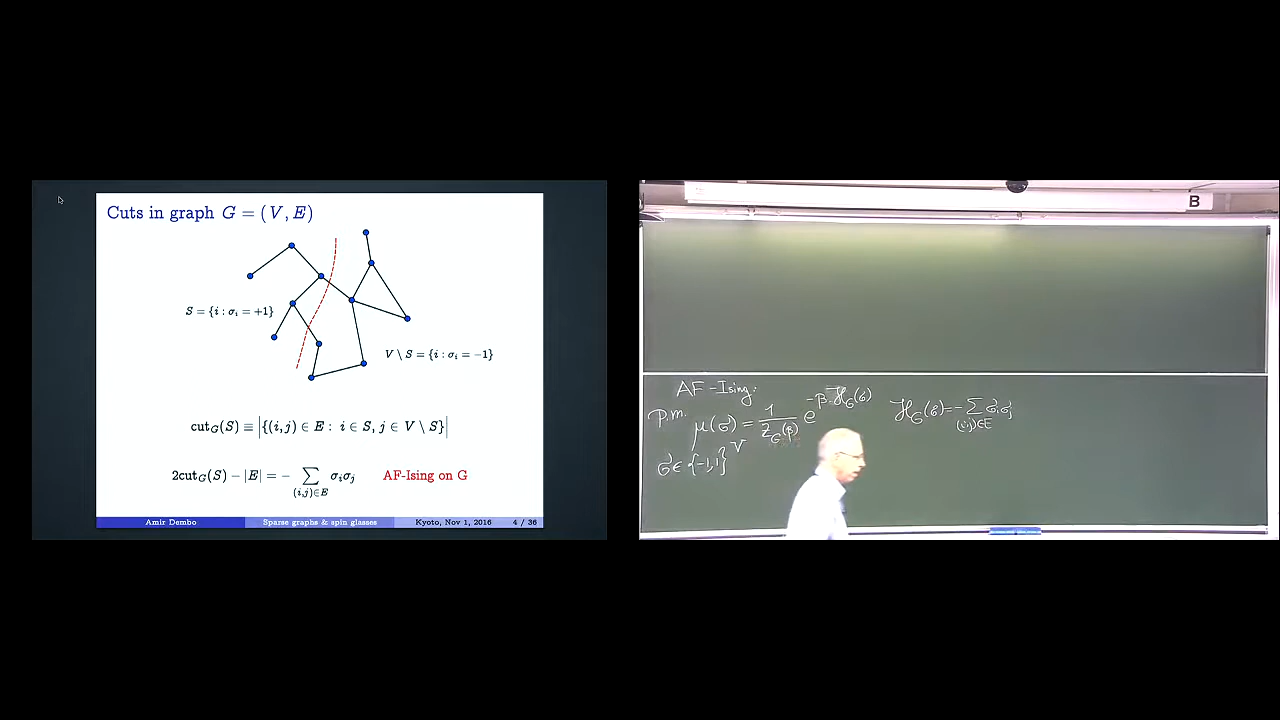 Cuts in graph G = (V, E)
S = {i : σᵢ = +1}
V \ S = {i : σᵢ = −1}
cut_G(S) ≡ |{(i, j) ∈ E : i ∈ S, j ∈ V \ S}|
2cut_G(S) − |E| = − ∑_{(i,j)∈E} σᵢσⱼ AF-Ising on G
Amir Dembo Sparse graphs & spin glasses Kyoto, Nov 1, 2016 4 / 36
B
AF-Ising:
p.m. μ(σ) = 1/Z_G(β) e^{-β ℋ_G(σ)} ℋ_G(σ) = -∑_{(i,j)∈E} σᵢσⱼ
σ ∈ {-1,1}^V